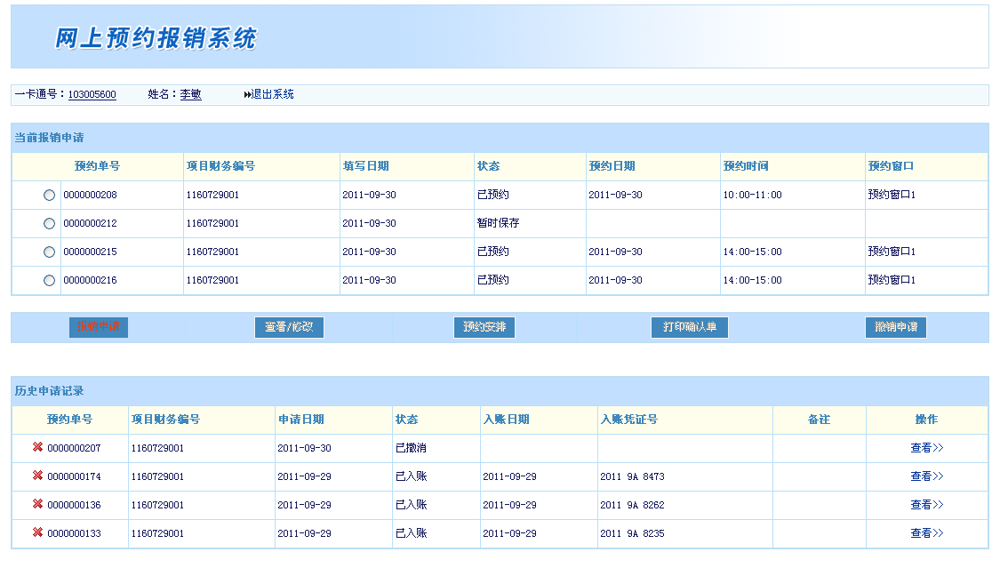 网上预约报销系统
一卡通号：103005600 姓名：李敏 退出系统
当前报销申请
预约单号 项目财务编号 填写日期 状态 预约日期 预约时间 预约窗口
0000000208 1160729001 2011-09-30 已预约 2011-09-30 10:00-11:00 预约窗口1
0000000212 1160729001 2011-09-30 暂时保存
0000000215 1160729001 2011-09-30 已预约 2011-09-30 14:00-15:00 预约窗口1
0000000216 1160729001 2011-09-30 已预约 2011-09-30 14:00-15:00 预约窗口1
报销申请 查看/修改 预约安排 打印确认单 撤销申请
历史申请记录
预约单号 项目财务编号 申请日期 状态 入账日期 入账凭证号 备注 操作
0000000207 1160729001 2011-09-30 已撤消 查看>>
0000000174 1160729001 2011-09-29 已入账 2011-09-29 2011 9A 8473 查看>>
0000000136 1160729001 2011-09-29 已入账 2011-09-29 2011 9A 8262 查看>>
0000000133 1160729001 2011-09-29 已入账 2011-09-29 2011 9A 8235 查看>>